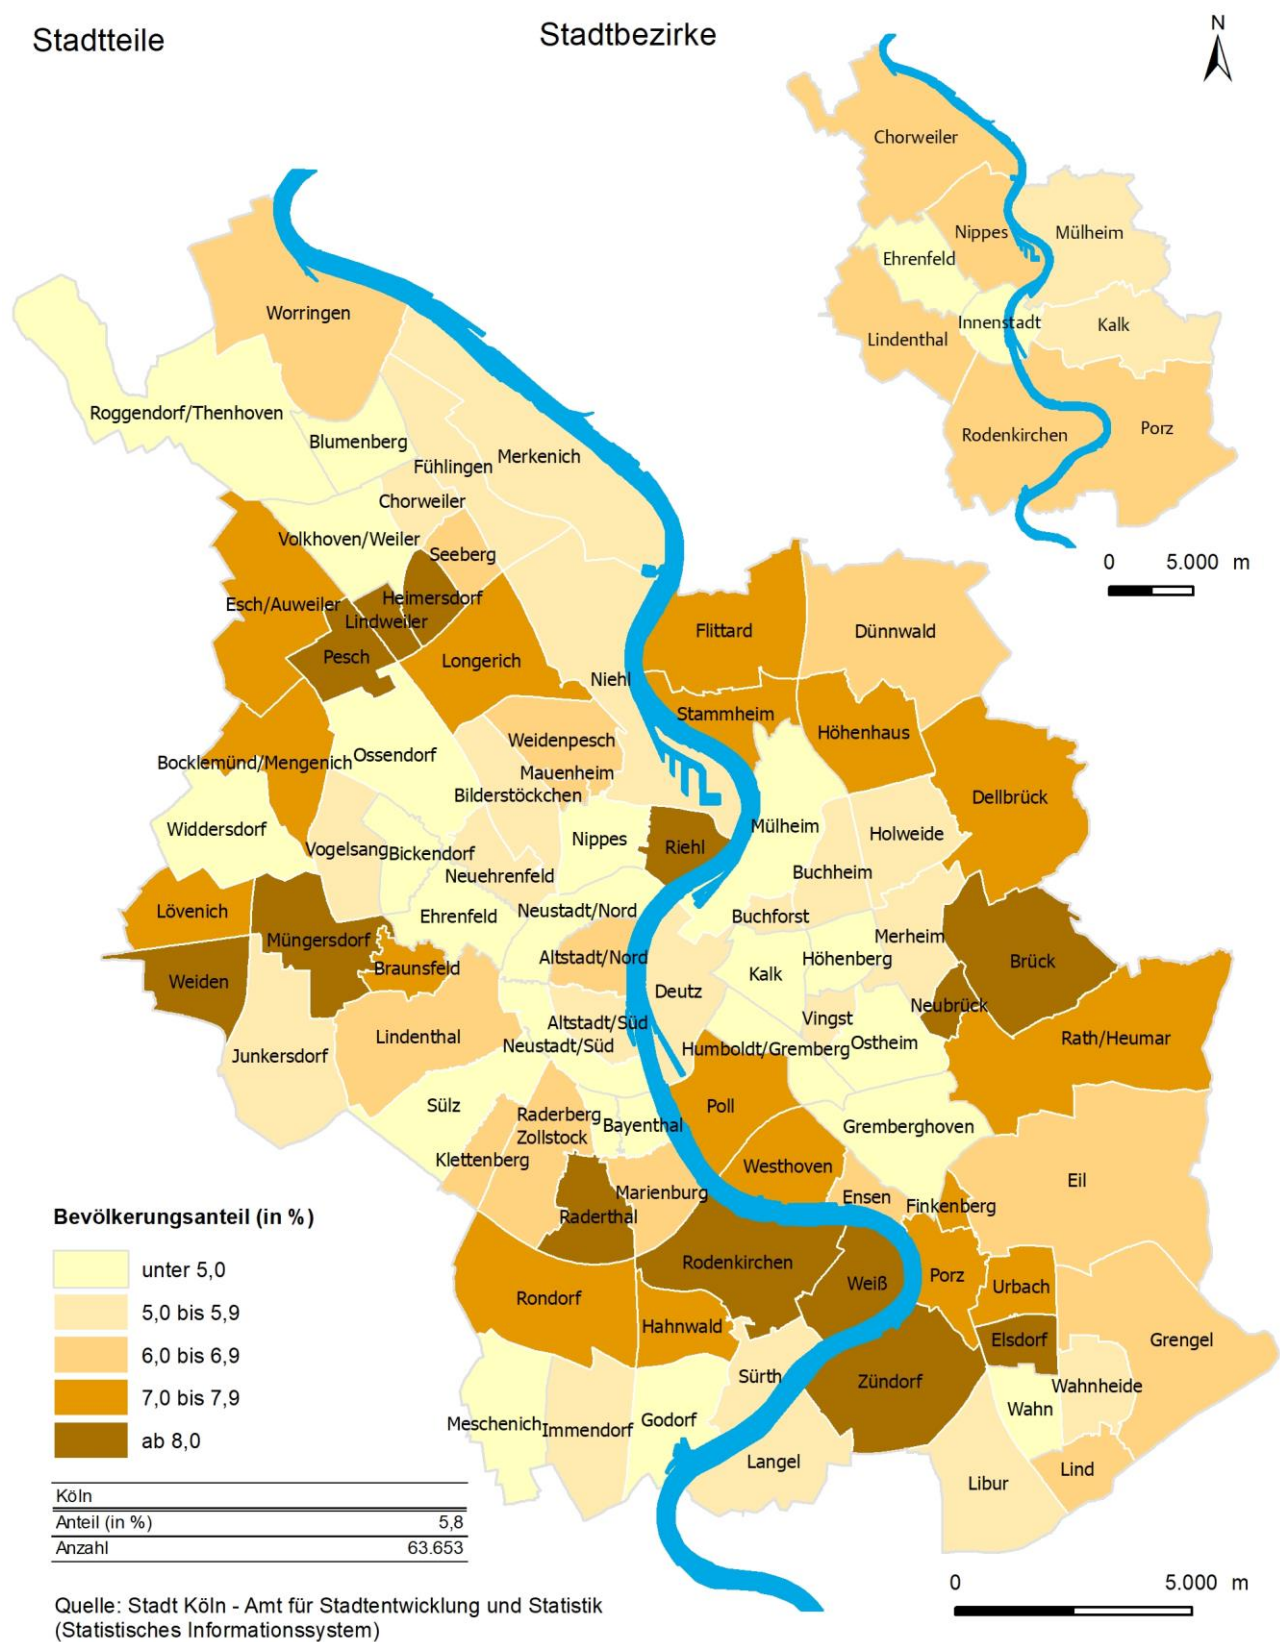 Stadtteile
Stadtbezirke
N
Chorweiler
Nippes
Mülheim
Ehrenfeld
Innenstadt
Kalk
Lindenthal
Rodenkirchen
Porz
0 5.000 m
Worringen
Roggendorf/Thenhoven
Blumenberg
Merkenich
Fühlingen
Chorweiler
Volkhoven/Weiler
Seeberg
Heimersdorf
Esch/Auweiler
Lindweiler
Pesch
Longerich
Flittard
Dünnwald
Niehl
Stammheim
Höhenhaus
Weidenpesch
Ossendorf
Bocklemünd/Mengenich
Mauenheim
Bilderstöckchen
Dellbrück
Widdersdorf
Mülheim
Holweide
Nippes
Riehl
Vogelsang
Bickendorf
Buchheim
Neuehrenfeld
Lövenich
Ehrenfeld
Neustadt/Nord
Buchforst
Müngersdorf
Merheim
Altstadt/Nord
Höhenberg
Brück
Braunsfeld
Kalk
Weiden
Deutz
Neubrück
Vingst
Altstadt/Süd
Lindenthal
Rath/Heumar
Ostheim
Neustadt/Süd
Humboldt/Gremberg
Junkersdorf
Sülz
Poll
Raderberg
Zollstock
Bayenthal
Gremberghoven
Klettenberg
Westhoven
Eil
Marienburg
Ensen
Finkenberg
Raderthal
Rodenkirchen
Weiß
Porz
Urbach
Rondorf
Hahnwald
Elsdorf
Grengel
Sürth
Zündorf
Wahnheide
Wahn
Meschenich
Immendorf
Godorf
Langel
Lind
Libur
Bevölkerungsanteil (in %)
unter 5,0
5,0 bis 5,9
6,0 bis 6,9
7,0 bis 7,9
ab 8,0
Köln
Anteil (in %) 5,8
Anzahl 63.653
0 5.000 m
Quelle: Stadt Köln - Amt für Stadtentwicklung und Statistik
(Statistisches Informationssystem)